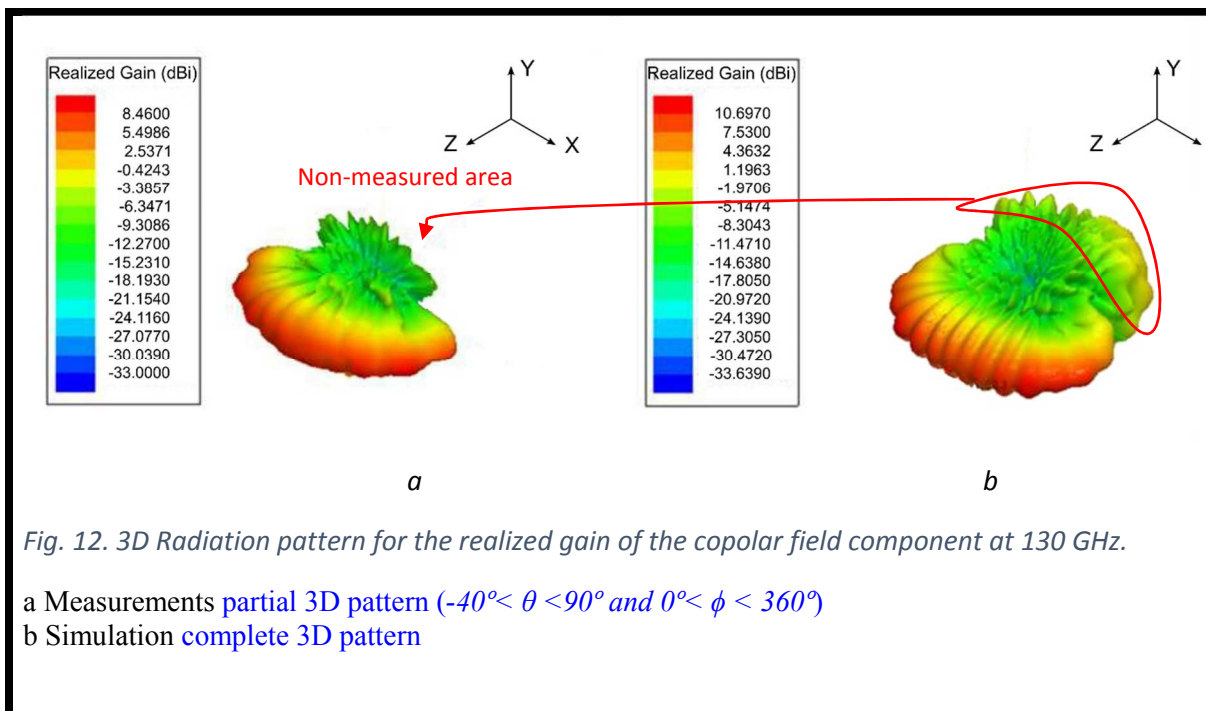 Realized Gain (dBi)
8.4600
5.4986
2.5371
-0.4243
-3.3857
-6.3471
-9.3086
-12.2700
-15.2310
-18.1930
-21.1540
-24.1160
-27.0770
-30.0390
-33.0000
Y
Z
X
Non-measured area
Realized Gain (dBi)
10.6970
7.5300
4.3632
1.1963
-1.9706
-5.1474
-8.3043
-11.4710
-14.6380
-17.8050
-20.9720
-24.1390
-27.3050
-30.4720
-33.6390
Y
Z
a
b
Fig. 12. 3D Radiation pattern for the realized gain of the copolar field component at 130 GHz.
a Measurements partial 3D pattern (-40º< θ <90º and 0º< ϕ < 360º)
b Simulation complete 3D pattern